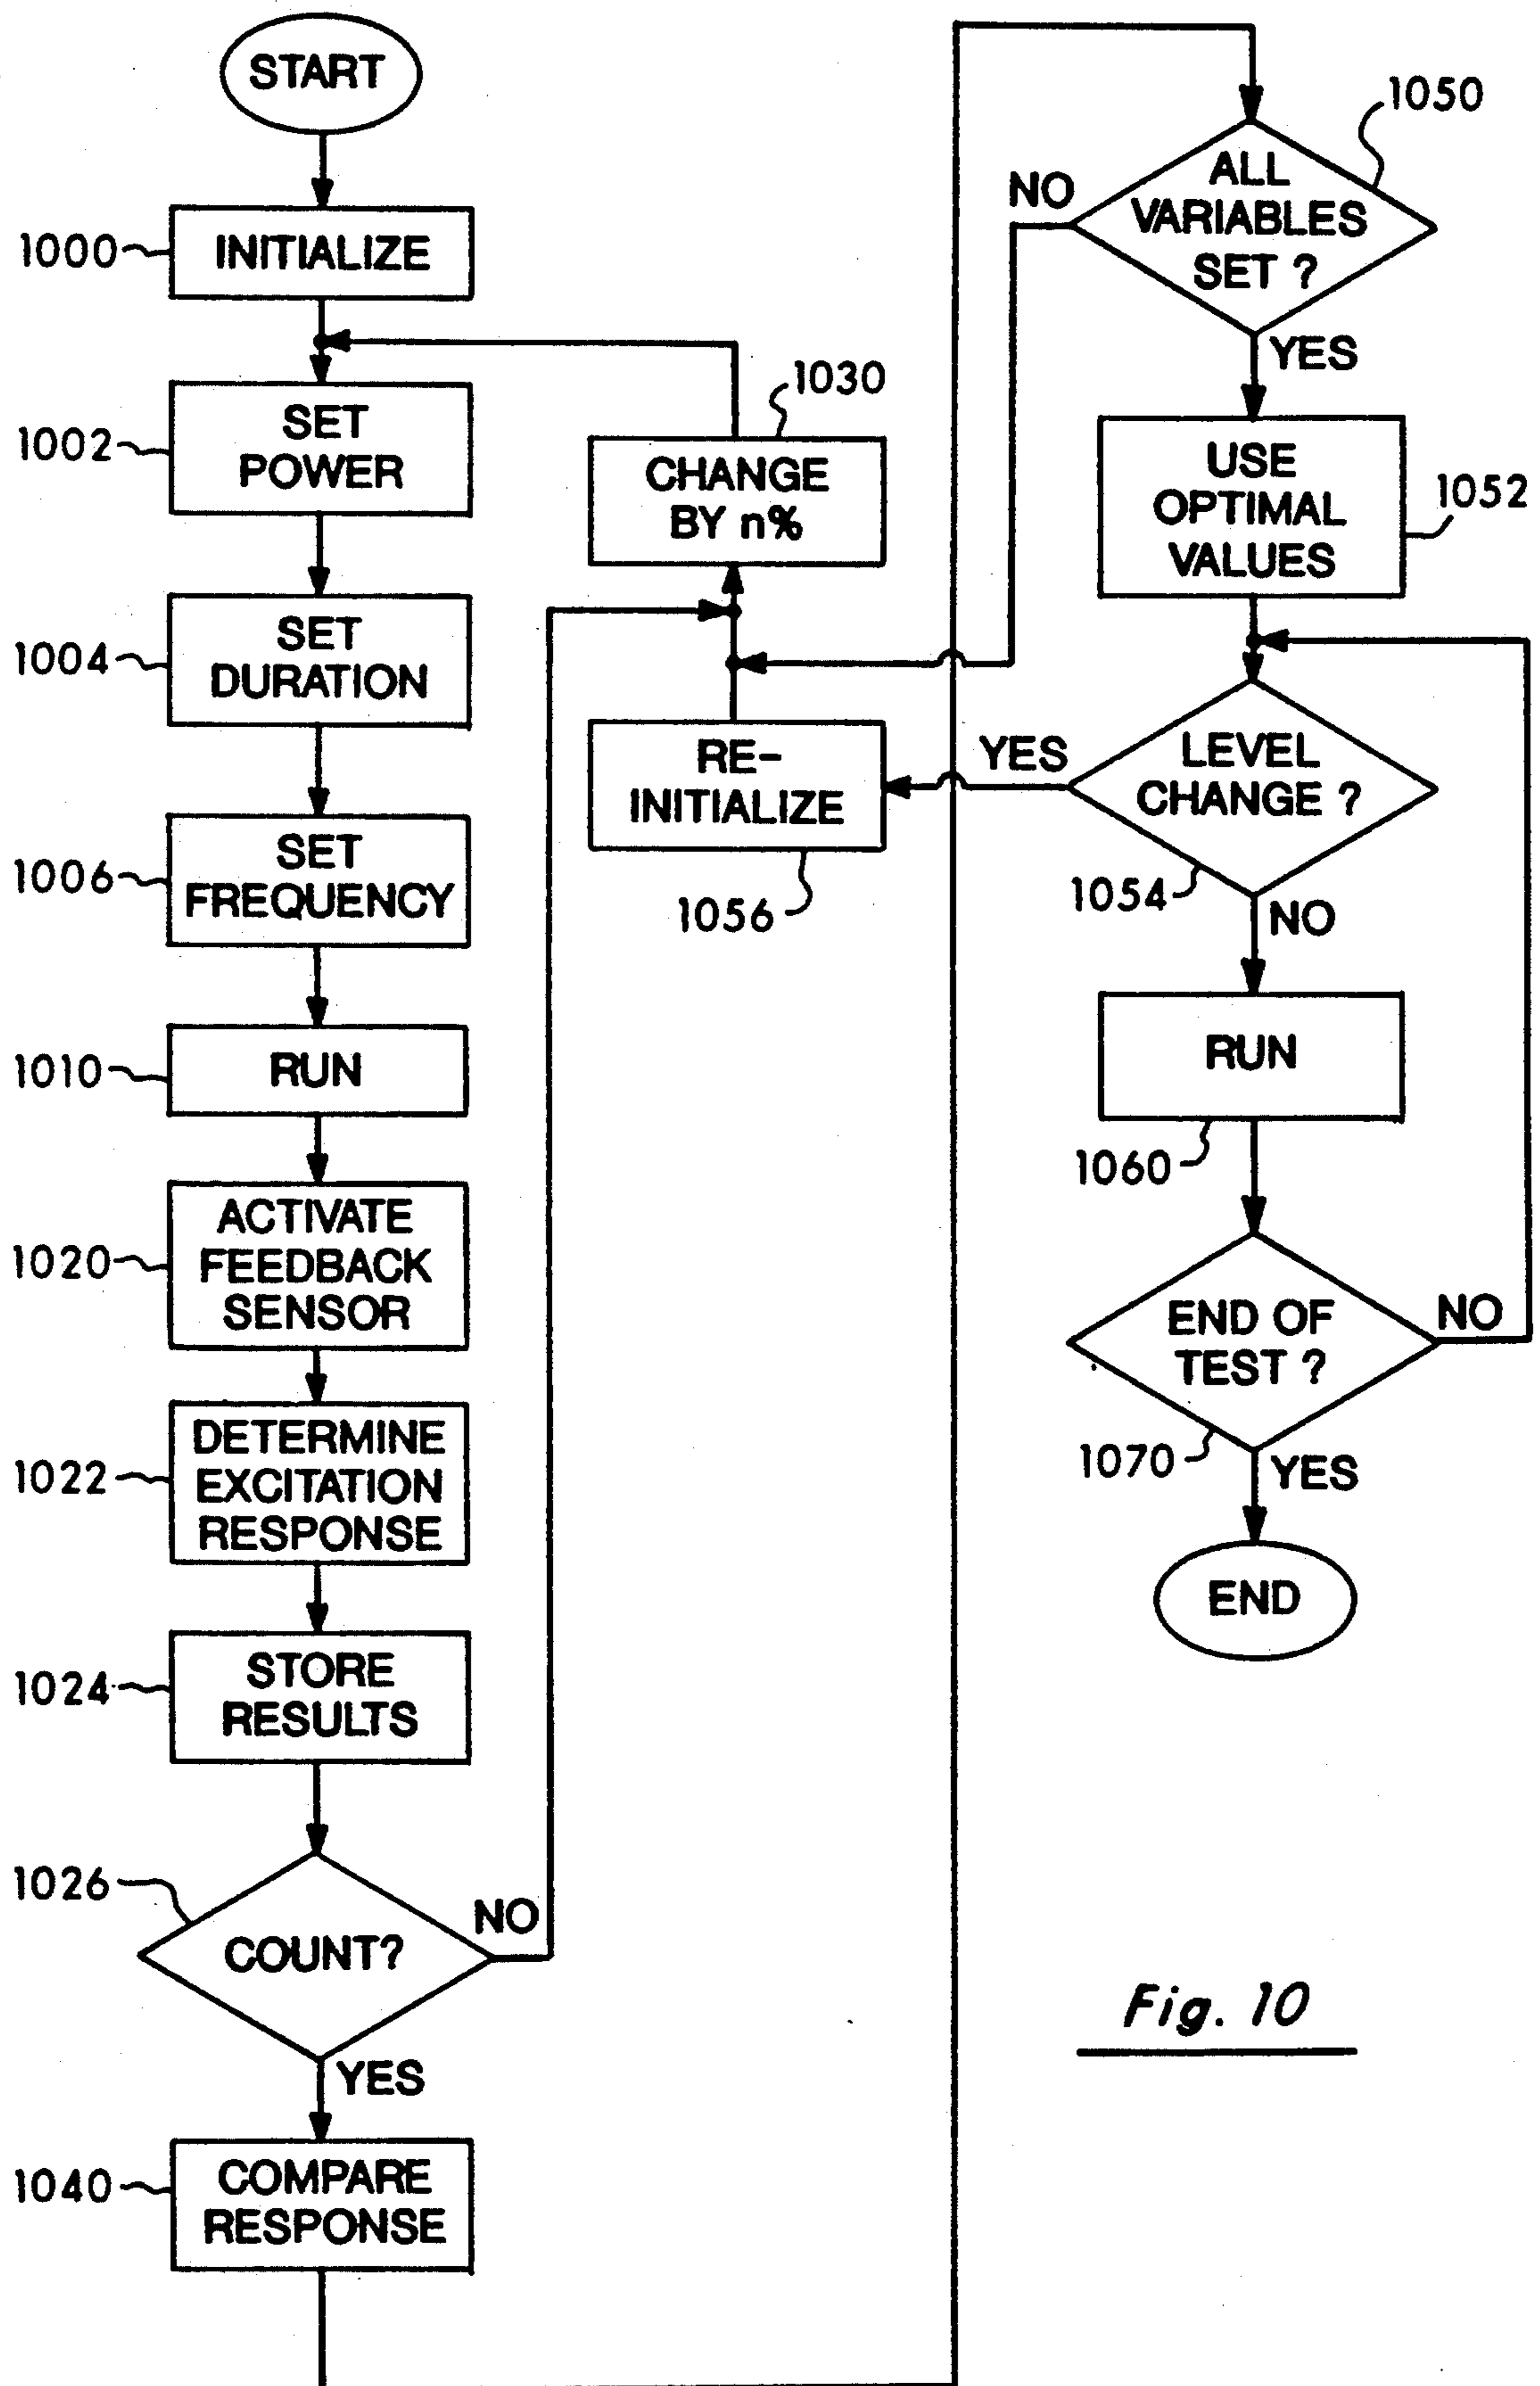 START
1000
INITIALIZE
1002
SET
POWER
1004
SET
DURATION
1006
SET
FREQUENCY
1010
RUN
1020
ACTIVATE
FEEDBACK
SENSOR
1022
DETERMINE
EXCITATION
RESPONSE
1024
STORE
RESULTS
1026
COUNT?
NO
YES
1040
COMPARE
RESPONSE
1030
CHANGE
BY n%
RE-
INITIALIZE
1056
1050
ALL
VARIABLES
SET ?
NO
YES
USE
OPTIMAL
VALUES
1052
LEVEL
CHANGE ?
YES
1054
NO
RUN
1060
END OF
TEST ?
NO
1070
YES
END
Fig. 10